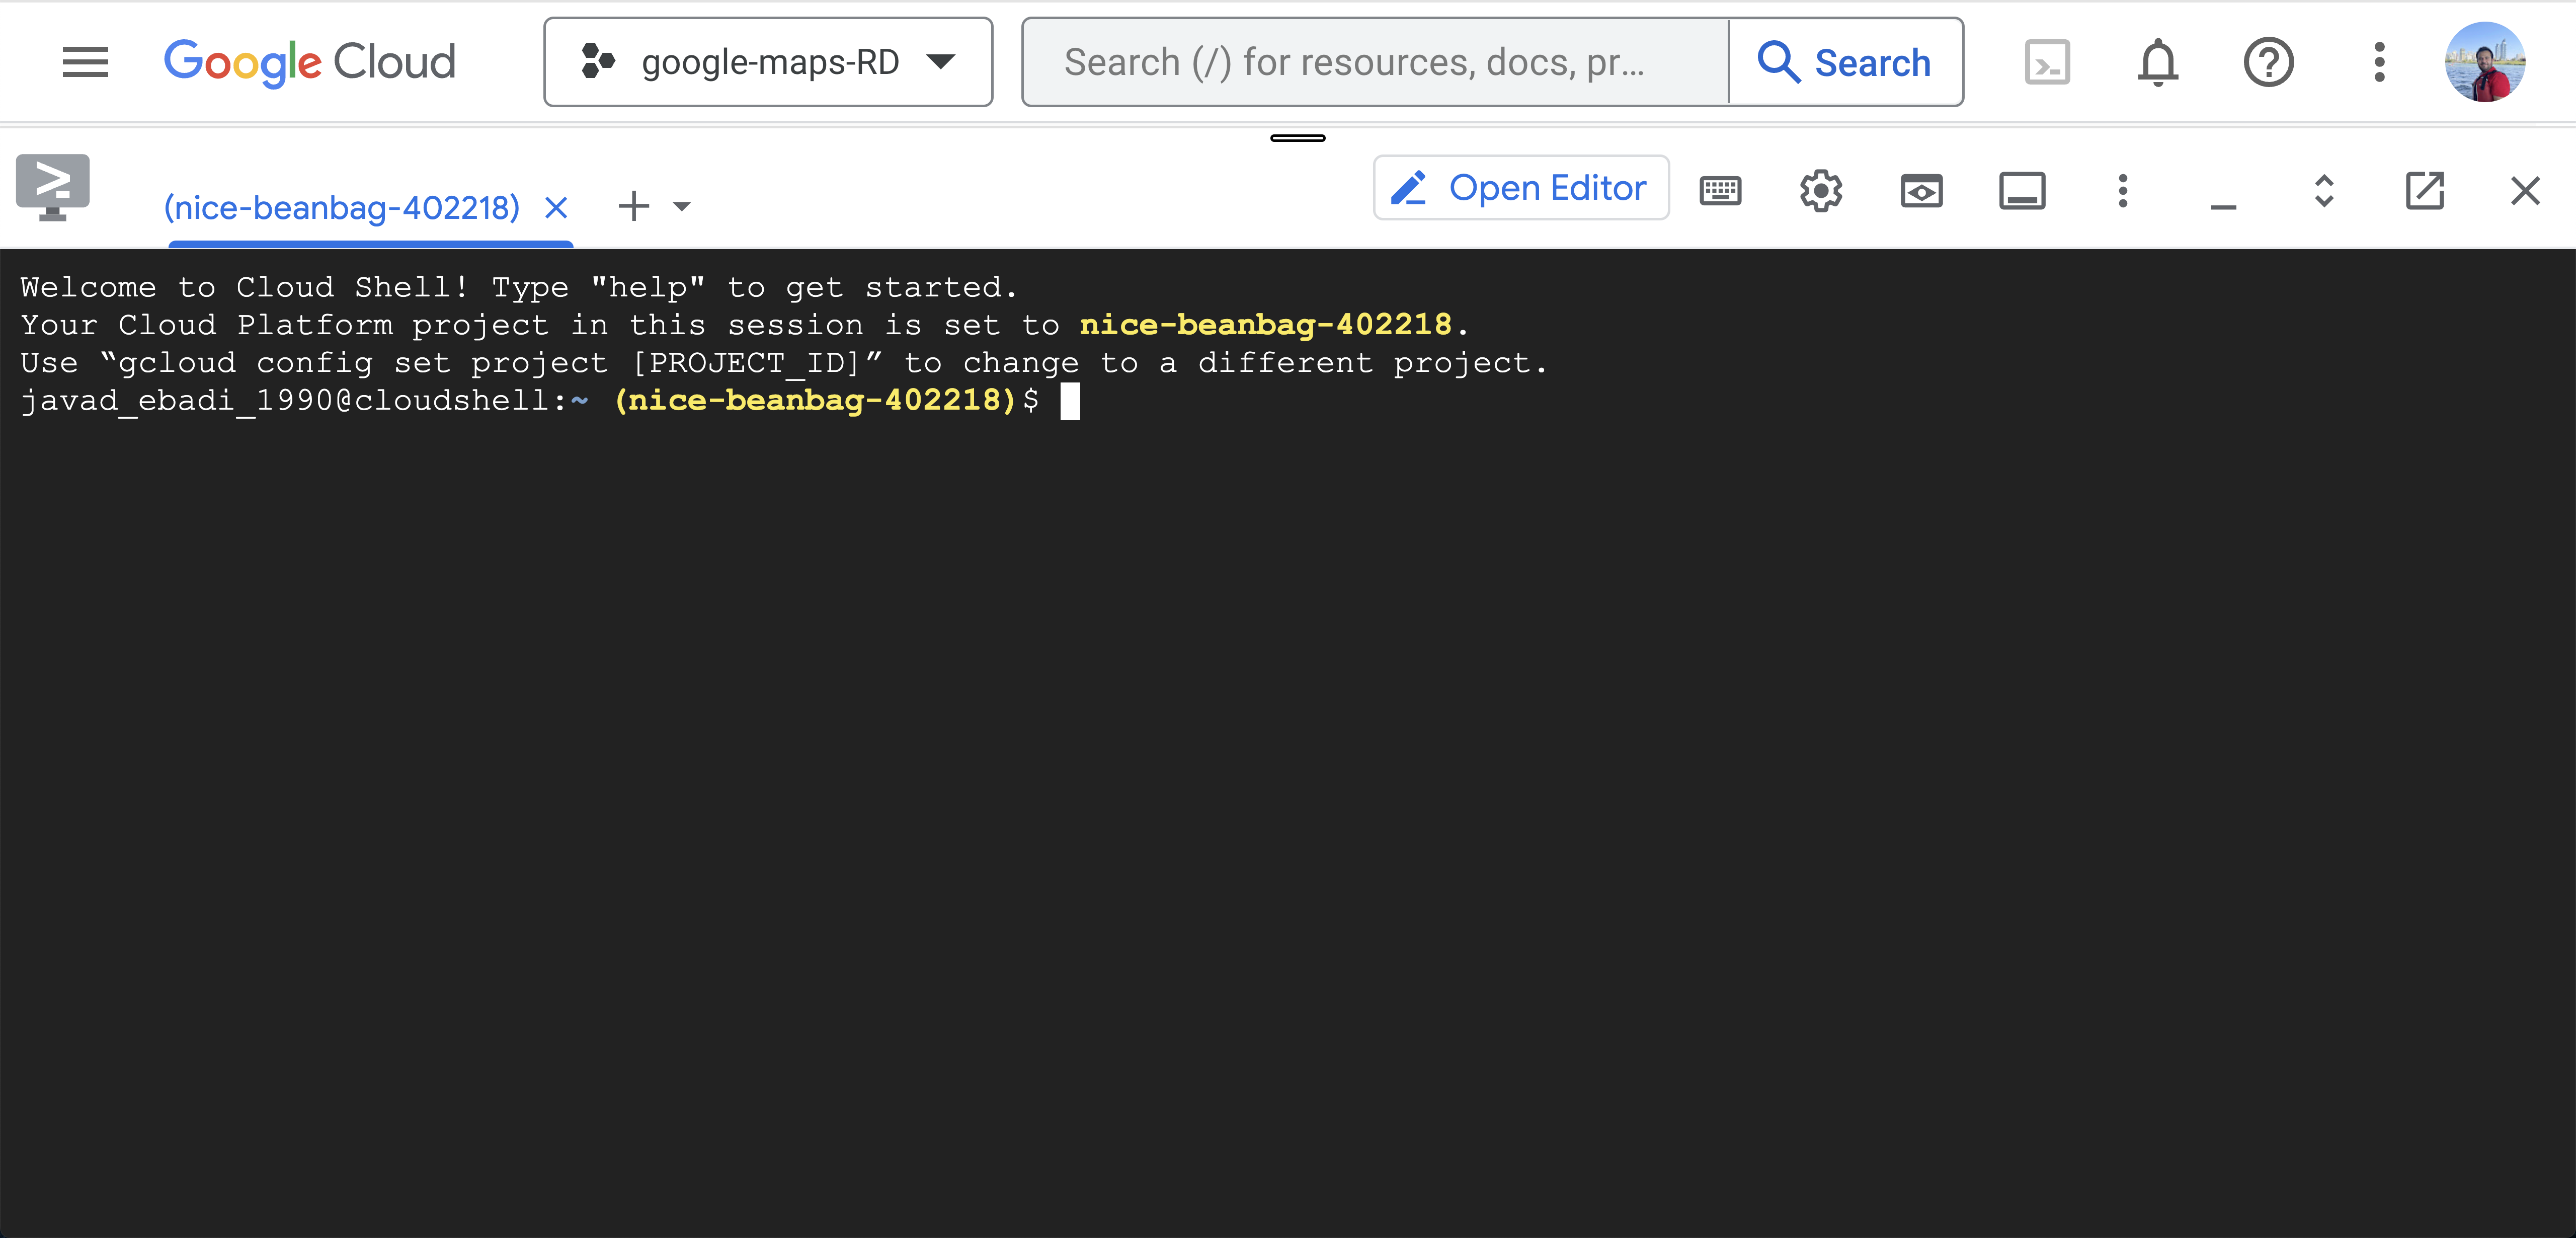 Google Cloud
google-maps-RD
Search (/) for resources, docs, pr...
Search
(nice-beanbag-402218)
Open Editor
Welcome to Cloud Shell! Type "help" to get started.
Your Cloud Platform project in this session is set to nice-beanbag-402218.
Use “gcloud config set project [PROJECT_ID]” to change to a different project.
javad_ebadi_1990@cloudshell:~ (nice-beanbag-402218)$